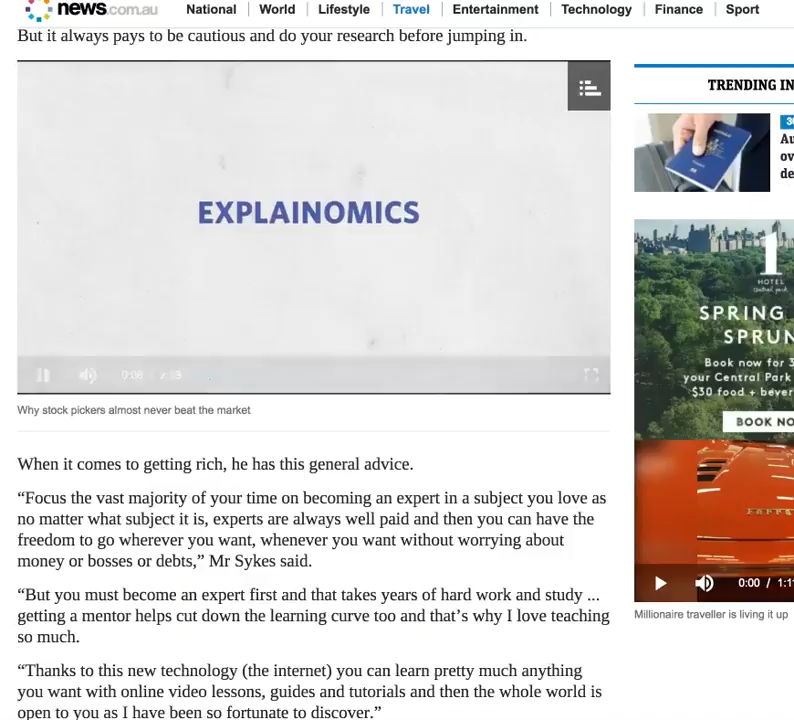 news.com.au
National
World
Lifestyle
Travel
Entertainment
Technology
Finance
Sport
But it always pays to be cautious and do your research before jumping in.
EXPLAINOMICS
Why stock pickers almost never beat the market
When it comes to getting rich, he has this general advice.
“Focus the vast majority of your time on becoming an expert in a subject you love as
no matter what subject it is, experts are always well paid and then you can have the
freedom to go wherever you want, whenever you want without worrying about
money or bosses or debts,” Mr Sykes said.
“But you must become an expert first and that takes years of hard work and study ...
getting a mentor helps cut down the learning curve too and that’s why I love teaching
so much.
“Thanks to this new technology (the internet) you can learn pretty much anything
you want with online video lessons, guides and tutorials and then the whole world is
open to you as I have been so fortunate to discover.”
TRENDING IN
Au
ov
de
1
HOTEL
central park
SPRING
SPRUN
Book now for 3
your Central Park
$30 food + bever
BOOK NO
0:00 / 1:1
Millionaire traveller is living it up